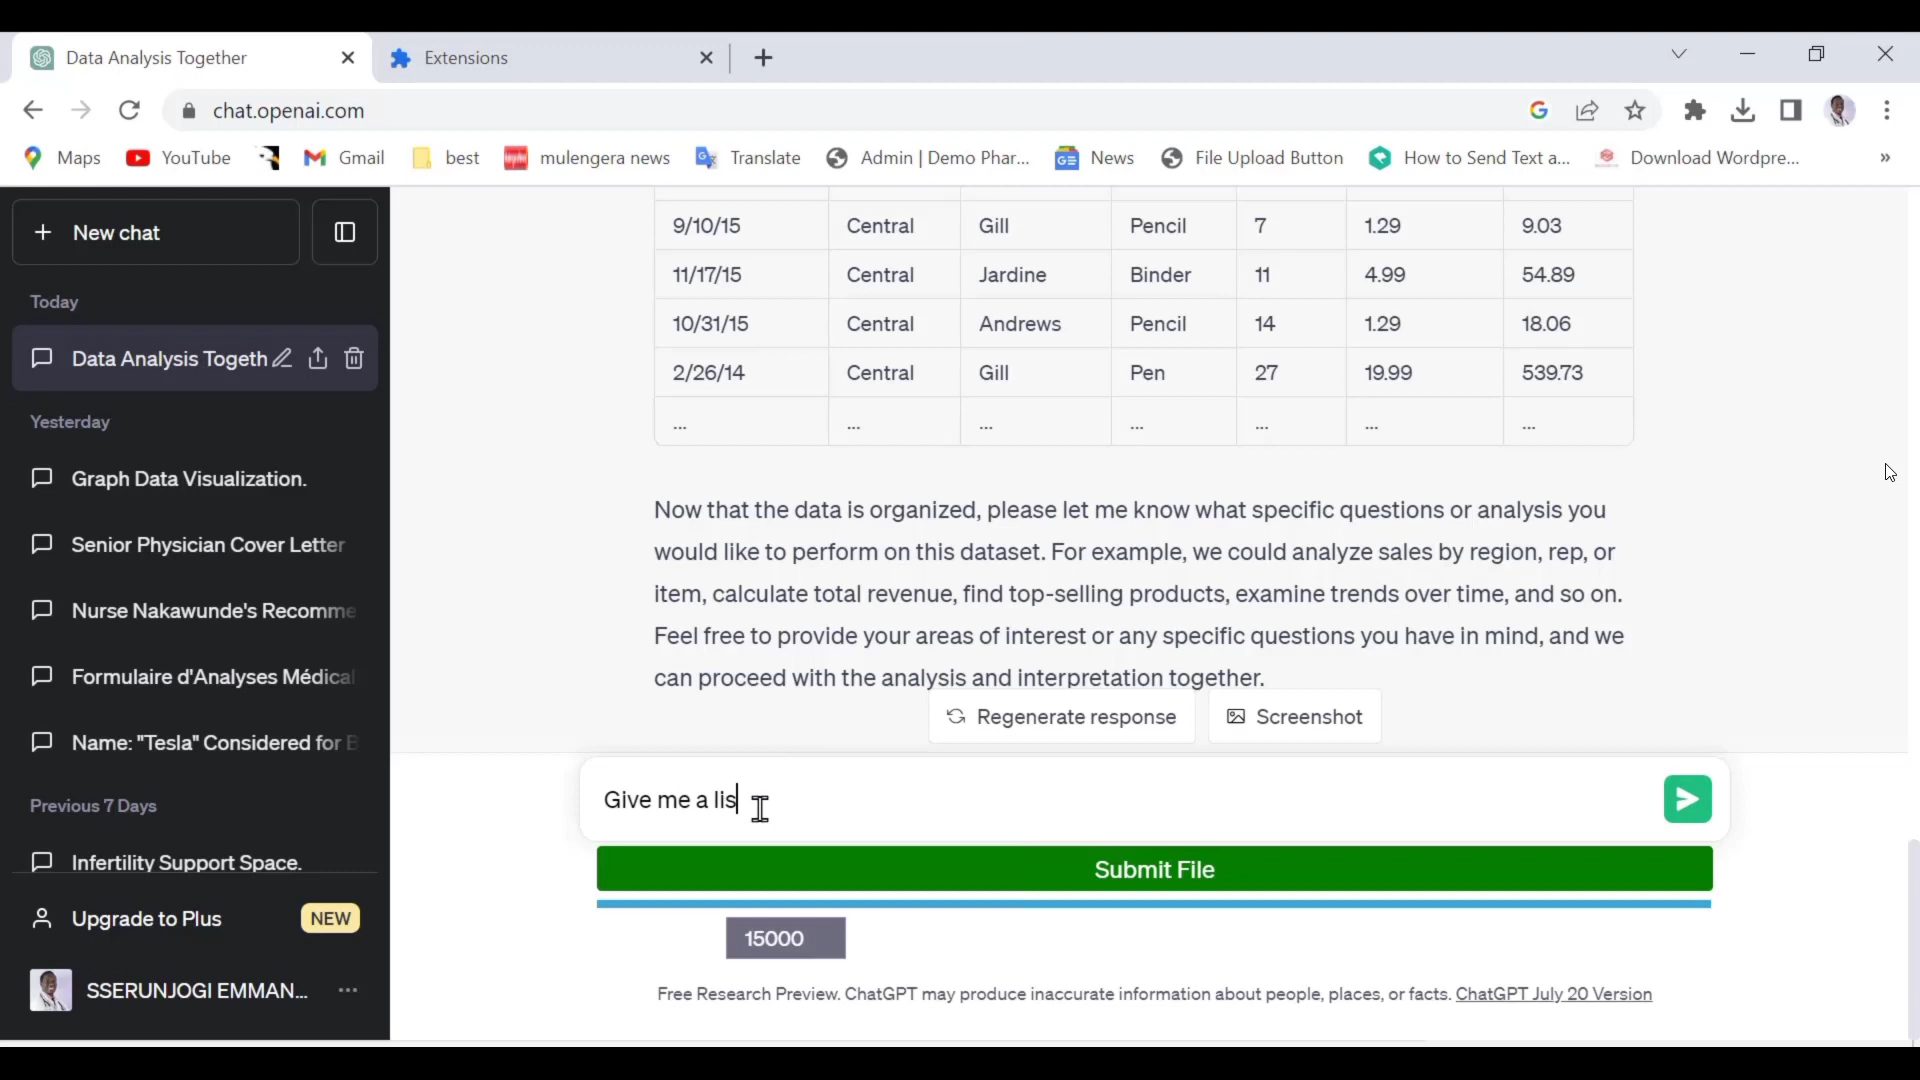 Data Analysis Together
Extensions
chat.openai.com
Maps
YouTube
Gmail
best
mulengera news
Translate
Admin | Demo Phar...
News
File Upload Button
How to Send Text a...
Download Wordpre...
New chat
Today
Data Analysis Togeth
Yesterday
Graph Data Visualization.
Senior Physician Cover Letter
Nurse Nakawunde's Recomme
Formulaire d'Analyses Médical
Name: "Tesla" Considered for B
Previous 7 Days
Infertility Support Space.
Upgrade to Plus NEW
SSERUNJOGI EMMAN...
9/10/15 Central Gill Pencil 7 1.29 9.03
11/17/15 Central Jardine Binder 11 4.99 54.89
10/31/15 Central Andrews Pencil 14 1.29 18.06
2/26/14 Central Gill Pen 27 19.99 539.73
... ... ... ... ... ... ...
Now that the data is organized, please let me know what specific questions or analysis you
would like to perform on this dataset. For example, we could analyze sales by region, rep, or
item, calculate total revenue, find top-selling products, examine trends over time, and so on.
Feel free to provide your areas of interest or any specific questions you have in mind, and we
can proceed with the analysis and interpretation together.
Regenerate response
Screenshot
Give me a lis
Submit File
15000
Free Research Preview. ChatGPT may produce inaccurate information about people, places, or facts. ChatGPT July 20 Version